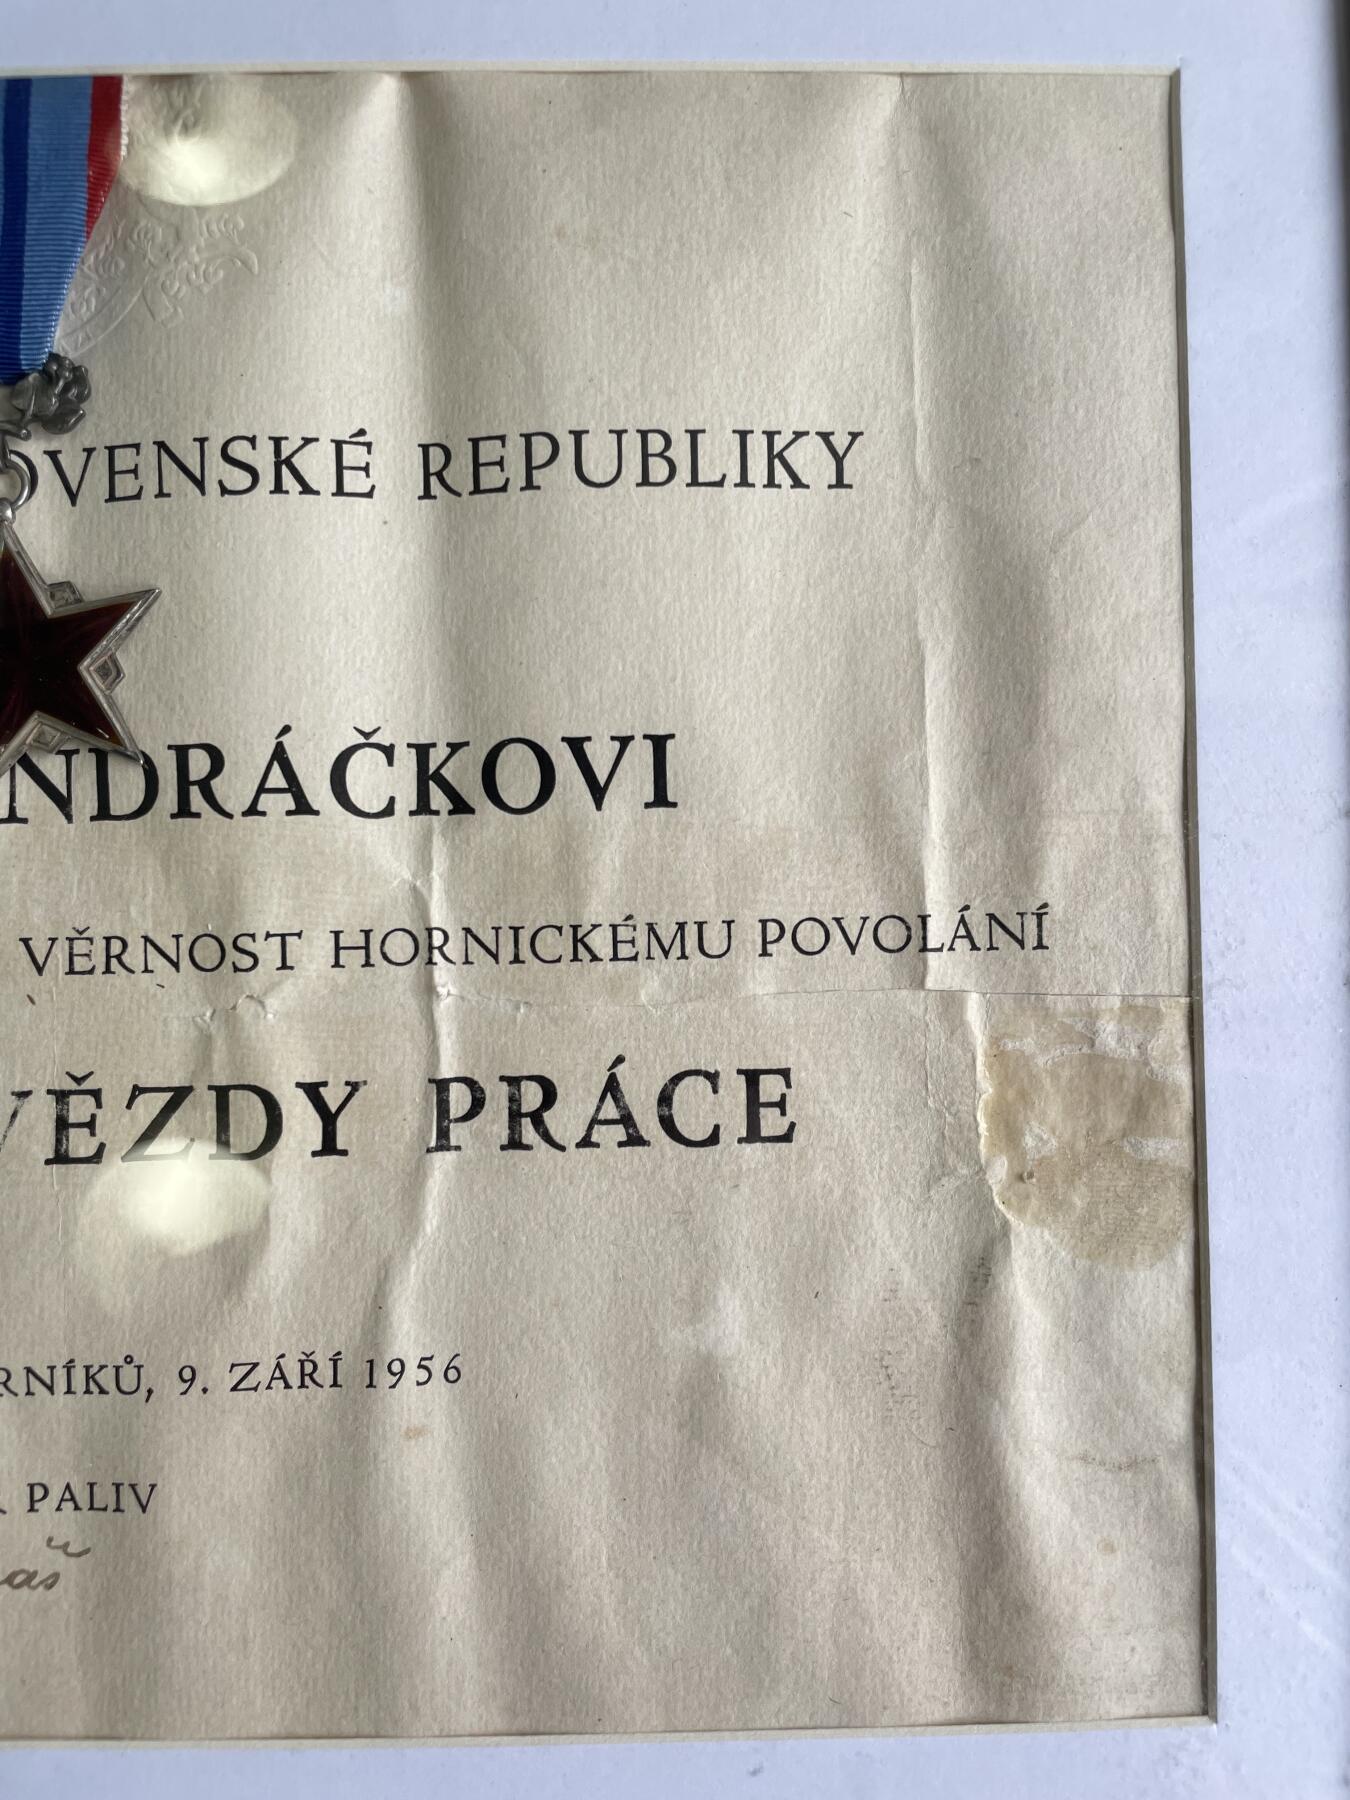 OVENSKÉ REPUBLIKY
NDRÁČKOVI
VĚRNOST HORNICKÉMU POVOLÁNÍ
VĚZDY PRÁCE
RNÍKŮ, 9. ZÁŘÍ 1956
PALIV